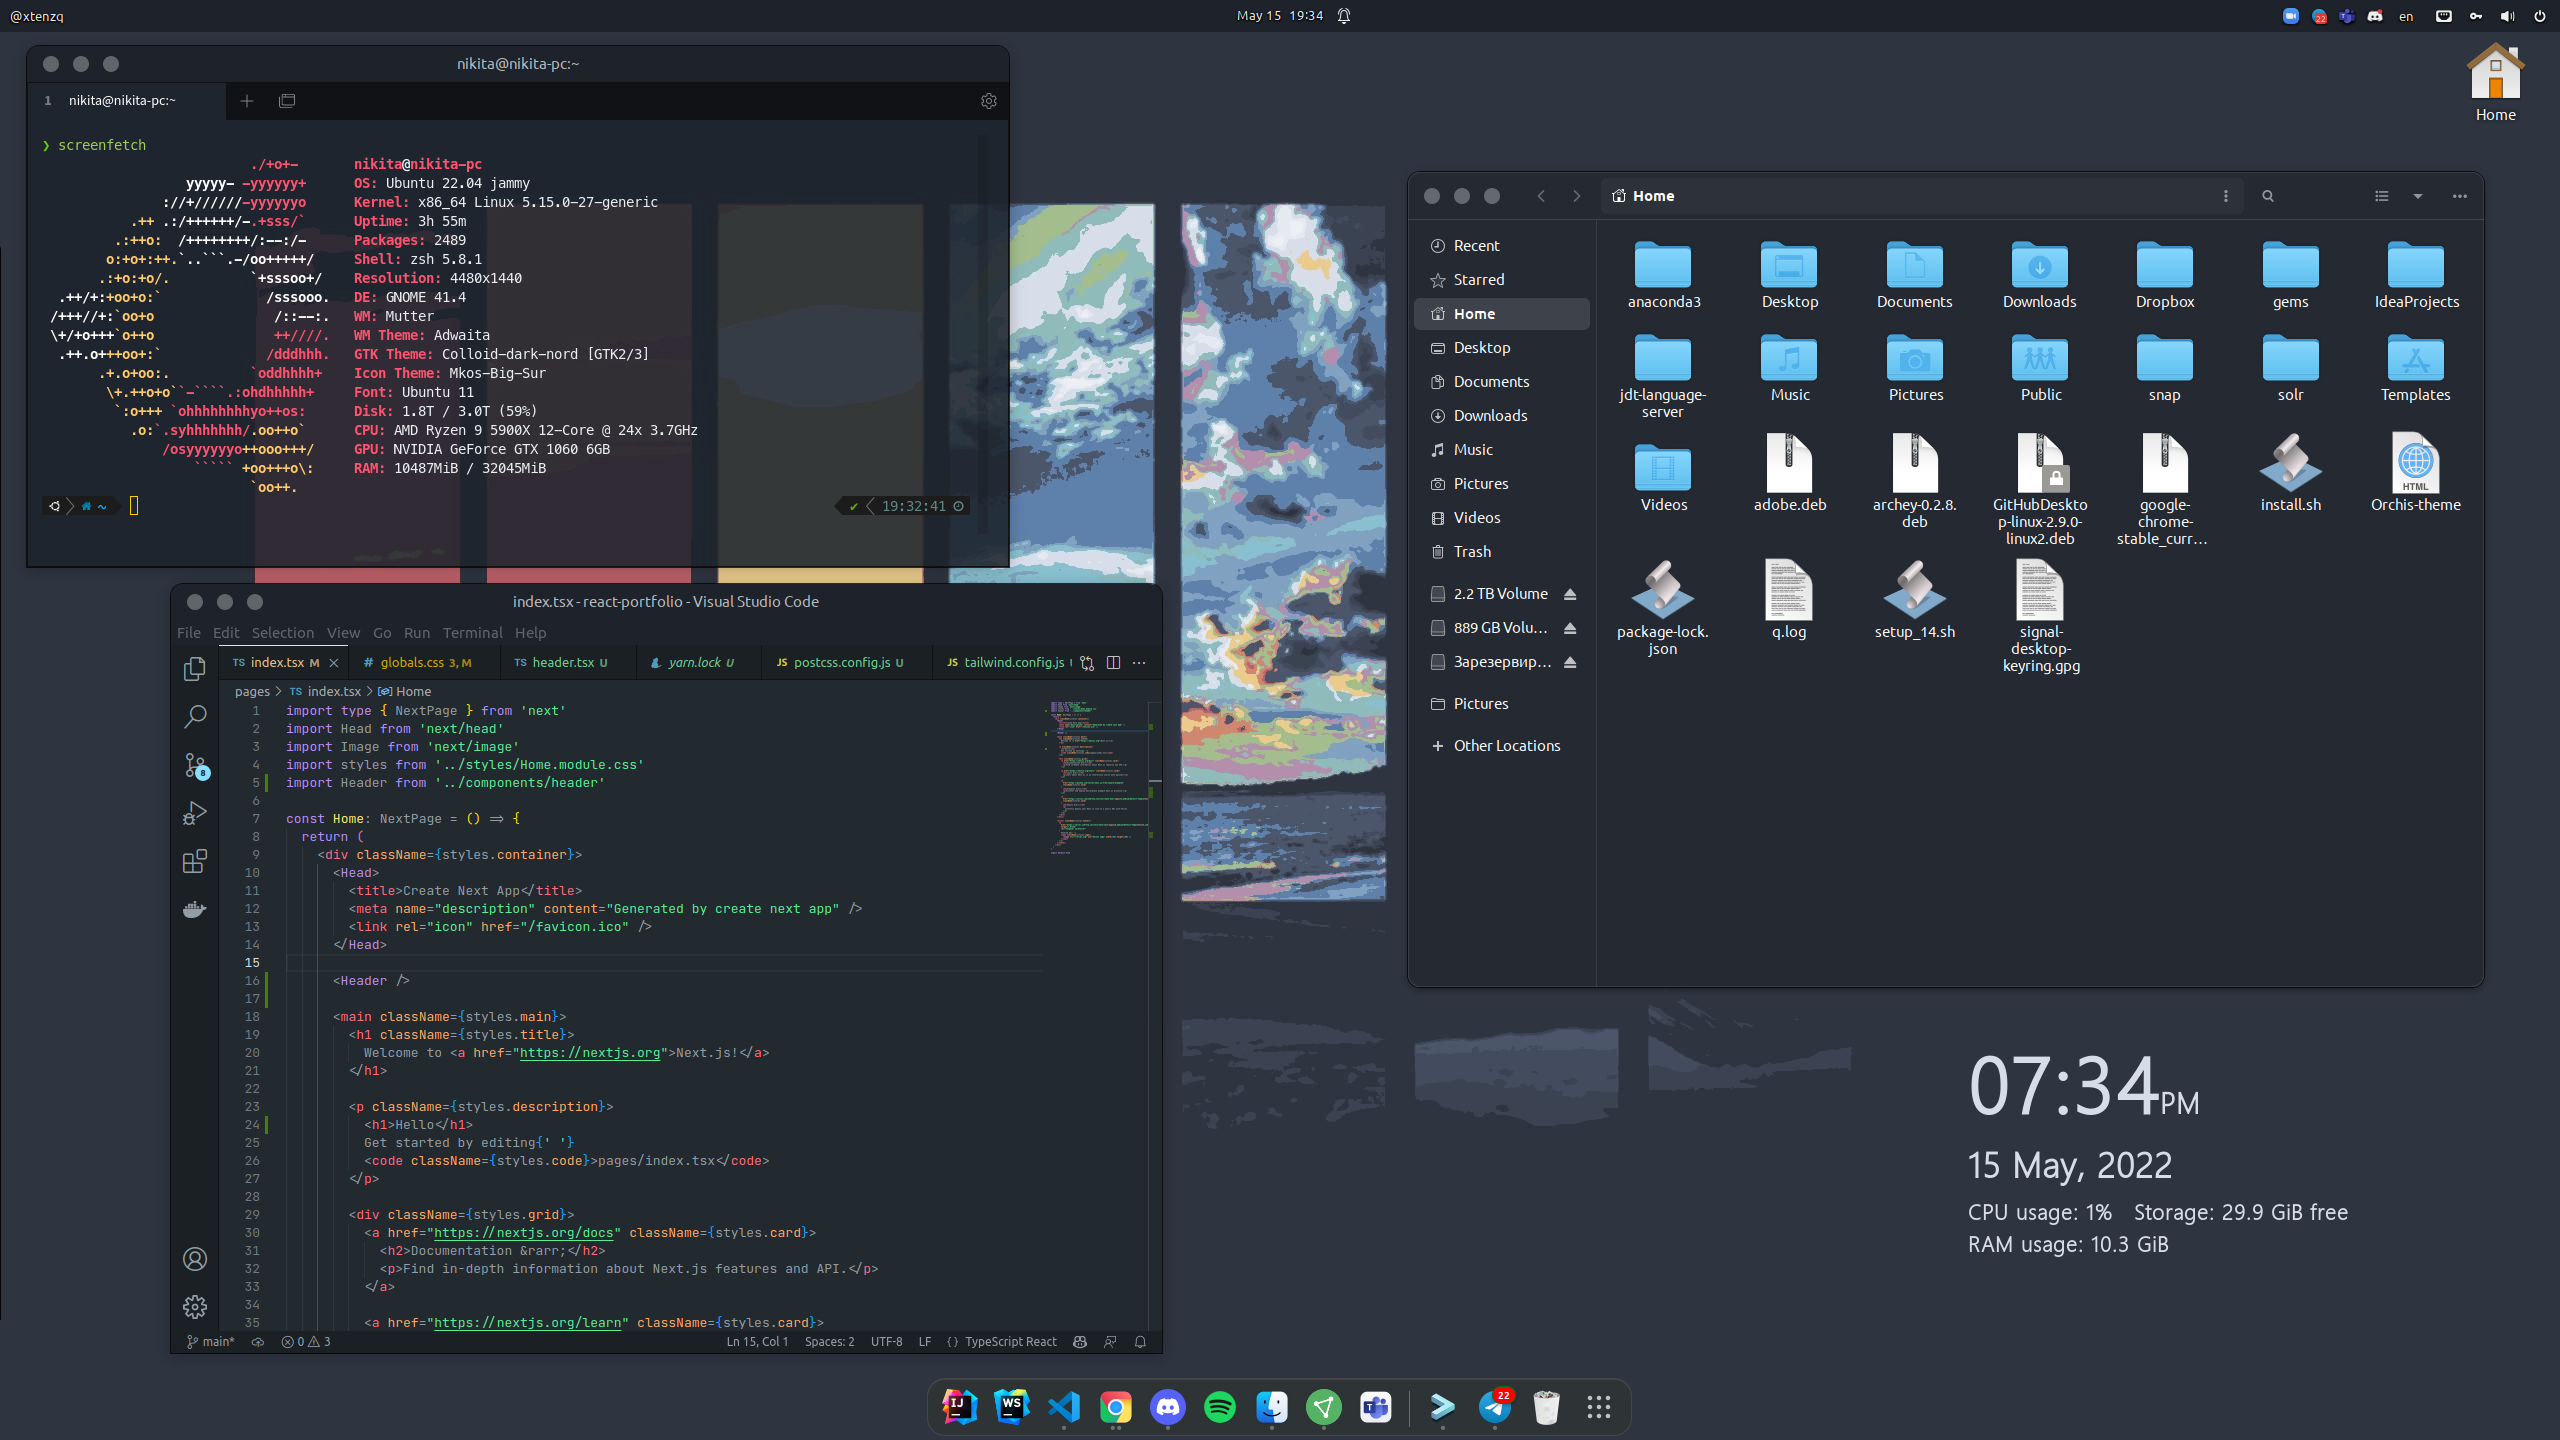 @xtenzq
May 15 19:34
22
en
Home
nikita@nikita-pc:~
1 nikita@nikita-pc:~
❯ screenfetch
nikita@nikita-pc
OS: Ubuntu 22.04 jammy
Kernel: x86_64 Linux 5.15.0-27-generic
Uptime: 3h 55m
Packages: 2489
Shell: zsh 5.8.1
Resolution: 4480x1440
DE: GNOME 41.4
WM: Mutter
WM Theme: Adwaita
GTK Theme: Colloid-dark-nord [GTK2/3]
Icon Theme: Mkos-Big-Sur
Font: Ubuntu 11
Disk: 1.8T / 3.0T (59%)
CPU: AMD Ryzen 9 5900X 12-Core @ 24x 3.7GHz
GPU: NVIDIA GeForce GTX 1060 6GB
RAM: 10487MiB / 32045MiB
~
✔ 19:32:41
index.tsx - react-portfolio - Visual Studio Code
File Edit Selection View Go Run Terminal Help
TS index.tsx M
# globals.css 3, M
TS header.tsx U
yarn.lock U
JS postcss.config.js U
JS tailwind.config.js
pages > TS index.tsx > Home
8
1 import type { NextPage } from 'next'
2 import Head from 'next/head'
3 import Image from 'next/image'
4 import styles from '../styles/Home.module.css'
5 import Header from '../components/header'
6
7 const Home: NextPage = () => {
8 return (
9 <div className={styles.container}>
10 <Head>
11 <title>Create Next App</title>
12 <meta name="description" content="Generated by create next app" />
13 <link rel="icon" href="/favicon.ico" />
14 </Head>
15
16 <Header />
17
18 <main className={styles.main}>
19 <h1 className={styles.title}>
20 Welcome to <a href="https://nextjs.org">Next.js!</a>
21 </h1>
22
23 <p className={styles.description}>
24 <h1>Hello</h1>
25 Get started by editing{' '}
26 <code className={styles.code}>pages/index.tsx</code>
27 </p>
28
29 <div className={styles.grid}>
30 <a href="https://nextjs.org/docs" className={styles.card}>
31 <h2>Documentation &rarr;</h2>
32 <p>Find in-depth information about Next.js features and API.</p>
33 </a>
34
35 <a href="https://nextjs.org/learn" className={styles.card}>
main* 0 3
Ln 15, Col 1 Spaces: 2 UTF-8 LF {} TypeScript React
Home
Recent
Starred
Home
Desktop
Documents
Downloads
Music
Pictures
Videos
Trash
2.2 TB Volume
889 GB Volu...
Зарезервир...
Pictures
+ Other Locations
anaconda3
Desktop
Documents
Downloads
Dropbox
gems
IdeaProjects
jdt-language-
server
Music
Pictures
Public
snap
solr
Templates
Videos
adobe.deb
archey-0.2.8.
deb
GitHubDeskto
p-linux-2.9.0-
linux2.deb
google-
chrome-
stable_curr...
install.sh
HTML
Orchis-theme
package-lock.
json
q.log
setup_14.sh
signal-
desktop-
keyring.gpg
07:34PM
15 May, 2022
CPU usage: 1% Storage: 29.9 GiB free
RAM usage: 10.3 GiB
IJ
WS
T
22